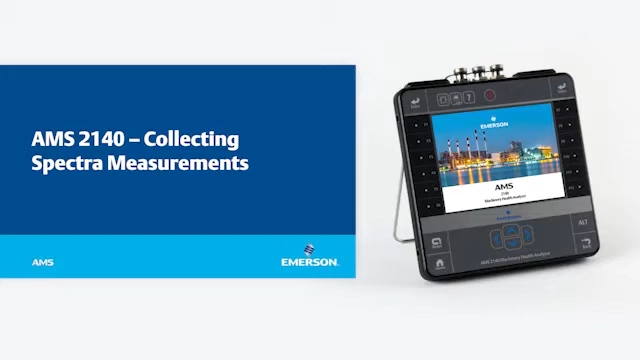 AMS 2140 – Collecting
Spectra Measurements
AMS
EMERSON
EMERSON
AMS
2140
Machinery Health Analyzer
EMERSON
ALT
AMS 2140 Machinery Health Analyzer